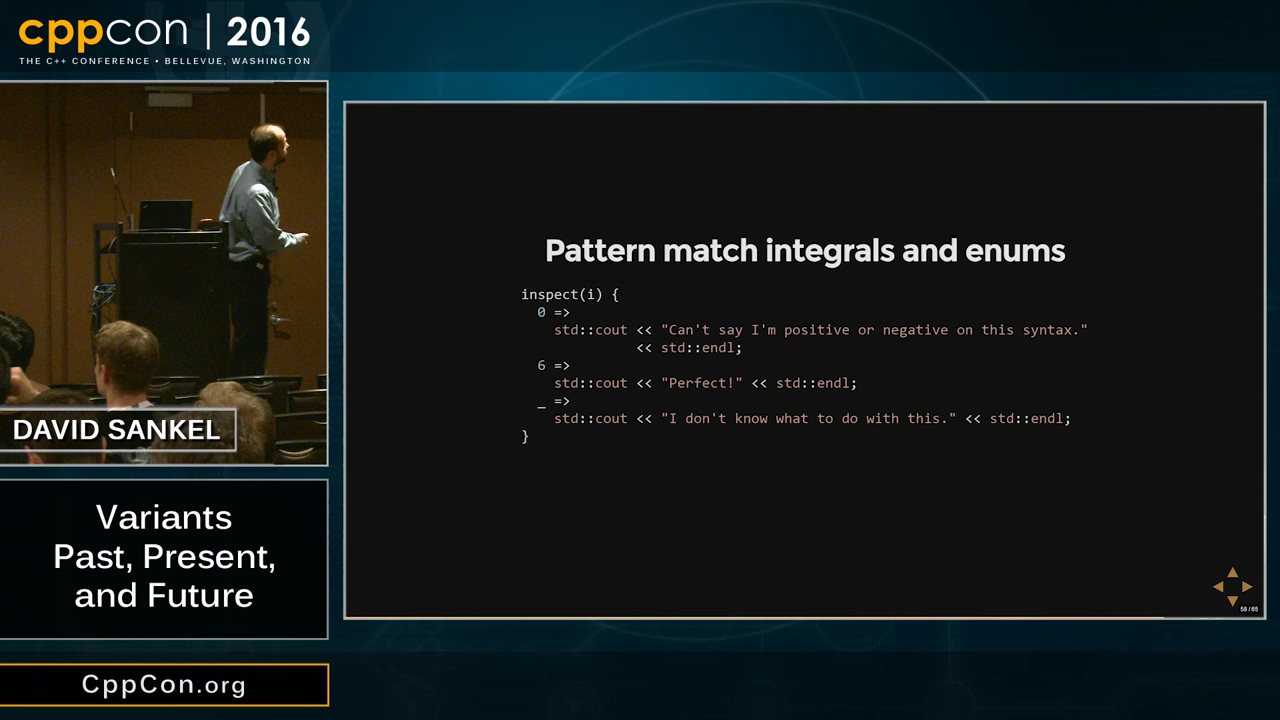 cppcon | 2016
THE C++ CONFERENCE • BELLEVUE, WASHINGTON
DAVID SANKEL
Variants
Past, Present,
and Future
CppCon.org
Pattern match integrals and enums
inspect(i) {
  0 =>
    std::cout << "Can't say I'm positive or negative on this syntax."
              << std::endl;
  6 =>
    std::cout << "Perfect!" << std::endl;
  _ =>
    std::cout << "I don't know what to do with this." << std::endl;
}
58 / 65